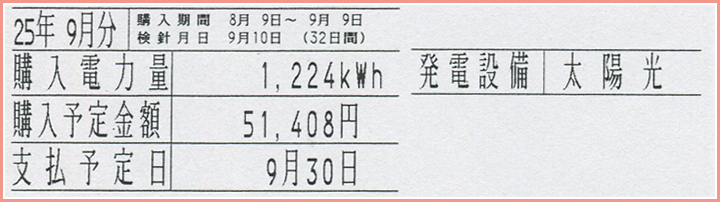 25年 9月分
購入期間 8月 9日～ 9月 9日
検針月日 9月10日 (32日間)
購入電力量 1,224kWh
発電設備 太陽光
購入予定金額 51,408円
支払予定日 9月30日